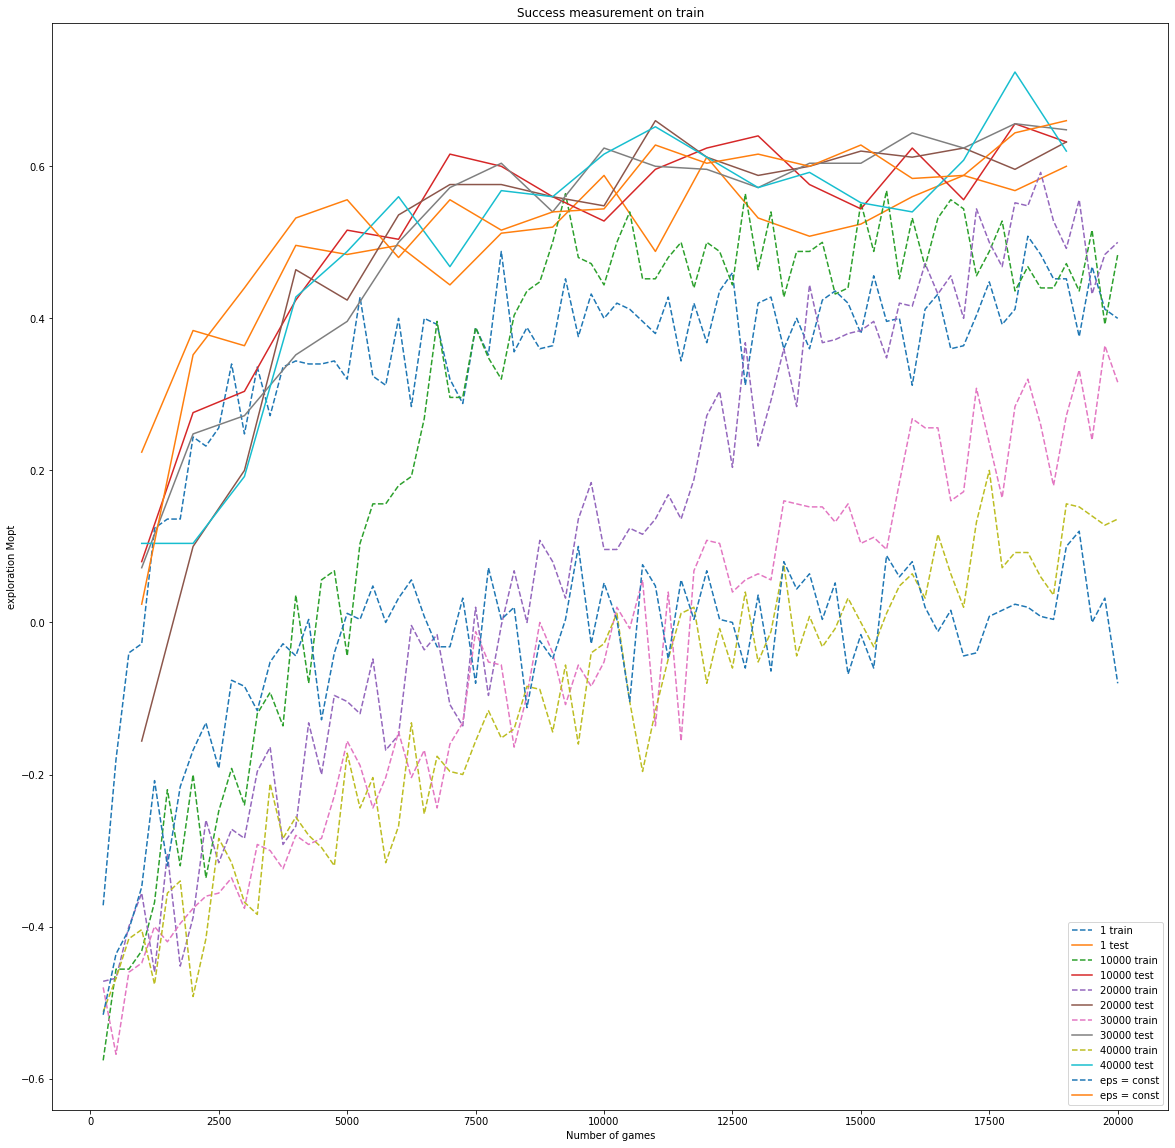 Success measurement on train
exploration Mopt
0.6
0.4
0.2
0.0
−0.2
−0.4
−0.6
1 train
1 test
10000 train
10000 test
20000 train
20000 test
30000 train
30000 test
40000 train
40000 test
eps = const
eps = const
0 2500 5000 7500 10000 12500 15000 17500 20000
Number of games